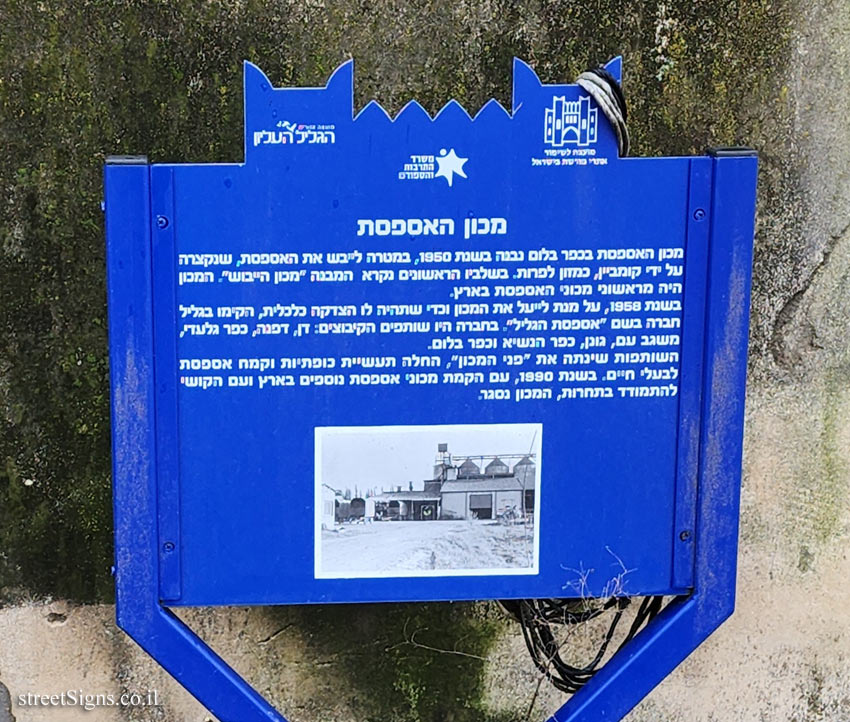 מועצה אזורית
הגליל העליון
משרד
התרבות
והספורט
המועצה לשימור
אתרי מורשת בישראל
מכון האספסת
מכון האספסת בכפר בלום נבנה בשנת 1950, במטרה לייבש את האספסת, שנקצרה
על ידי קומביין, כמזון לפרות. בשלביו הראשונים נקרא המבנה "מכון הייבוש". המכון
היה מראשוני מכוני האספסת בארץ.
בשנת 1958, על מנת לייעל את המכון וכדי שתהיה לו הצדקה כלכלית, הקימו בגליל
חברה בשם "אספסת הגליל". בחברה היו שותפים הקיבוצים: דן, דפנה, כפר גלעדי,
משגב עם, גונן, כפר הנשיא וכפר בלום.
השותפות שינתה את "פני המכון", החלה תעשיית כופתיות וקמח אספסת
לבעלי חיים. בשנת 1990, עם הקמת מכוני אספסת נוספים בארץ ועם הקושי
להתמודד בתחרות, המכון נסגר.
streetSigns.co.il